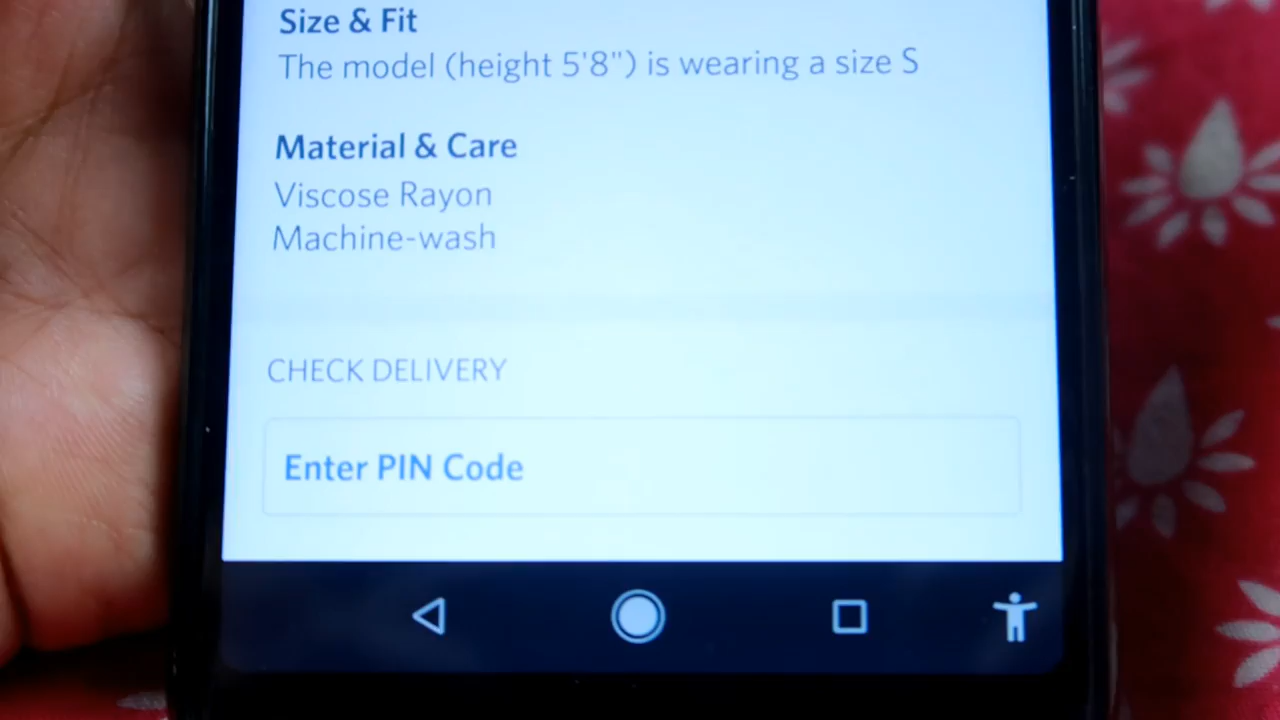 Size & Fit
The model (height 5'8") is wearing a size S
Material & Care
Viscose Rayon
Machine-wash
CHECK DELIVERY
Enter PIN Code